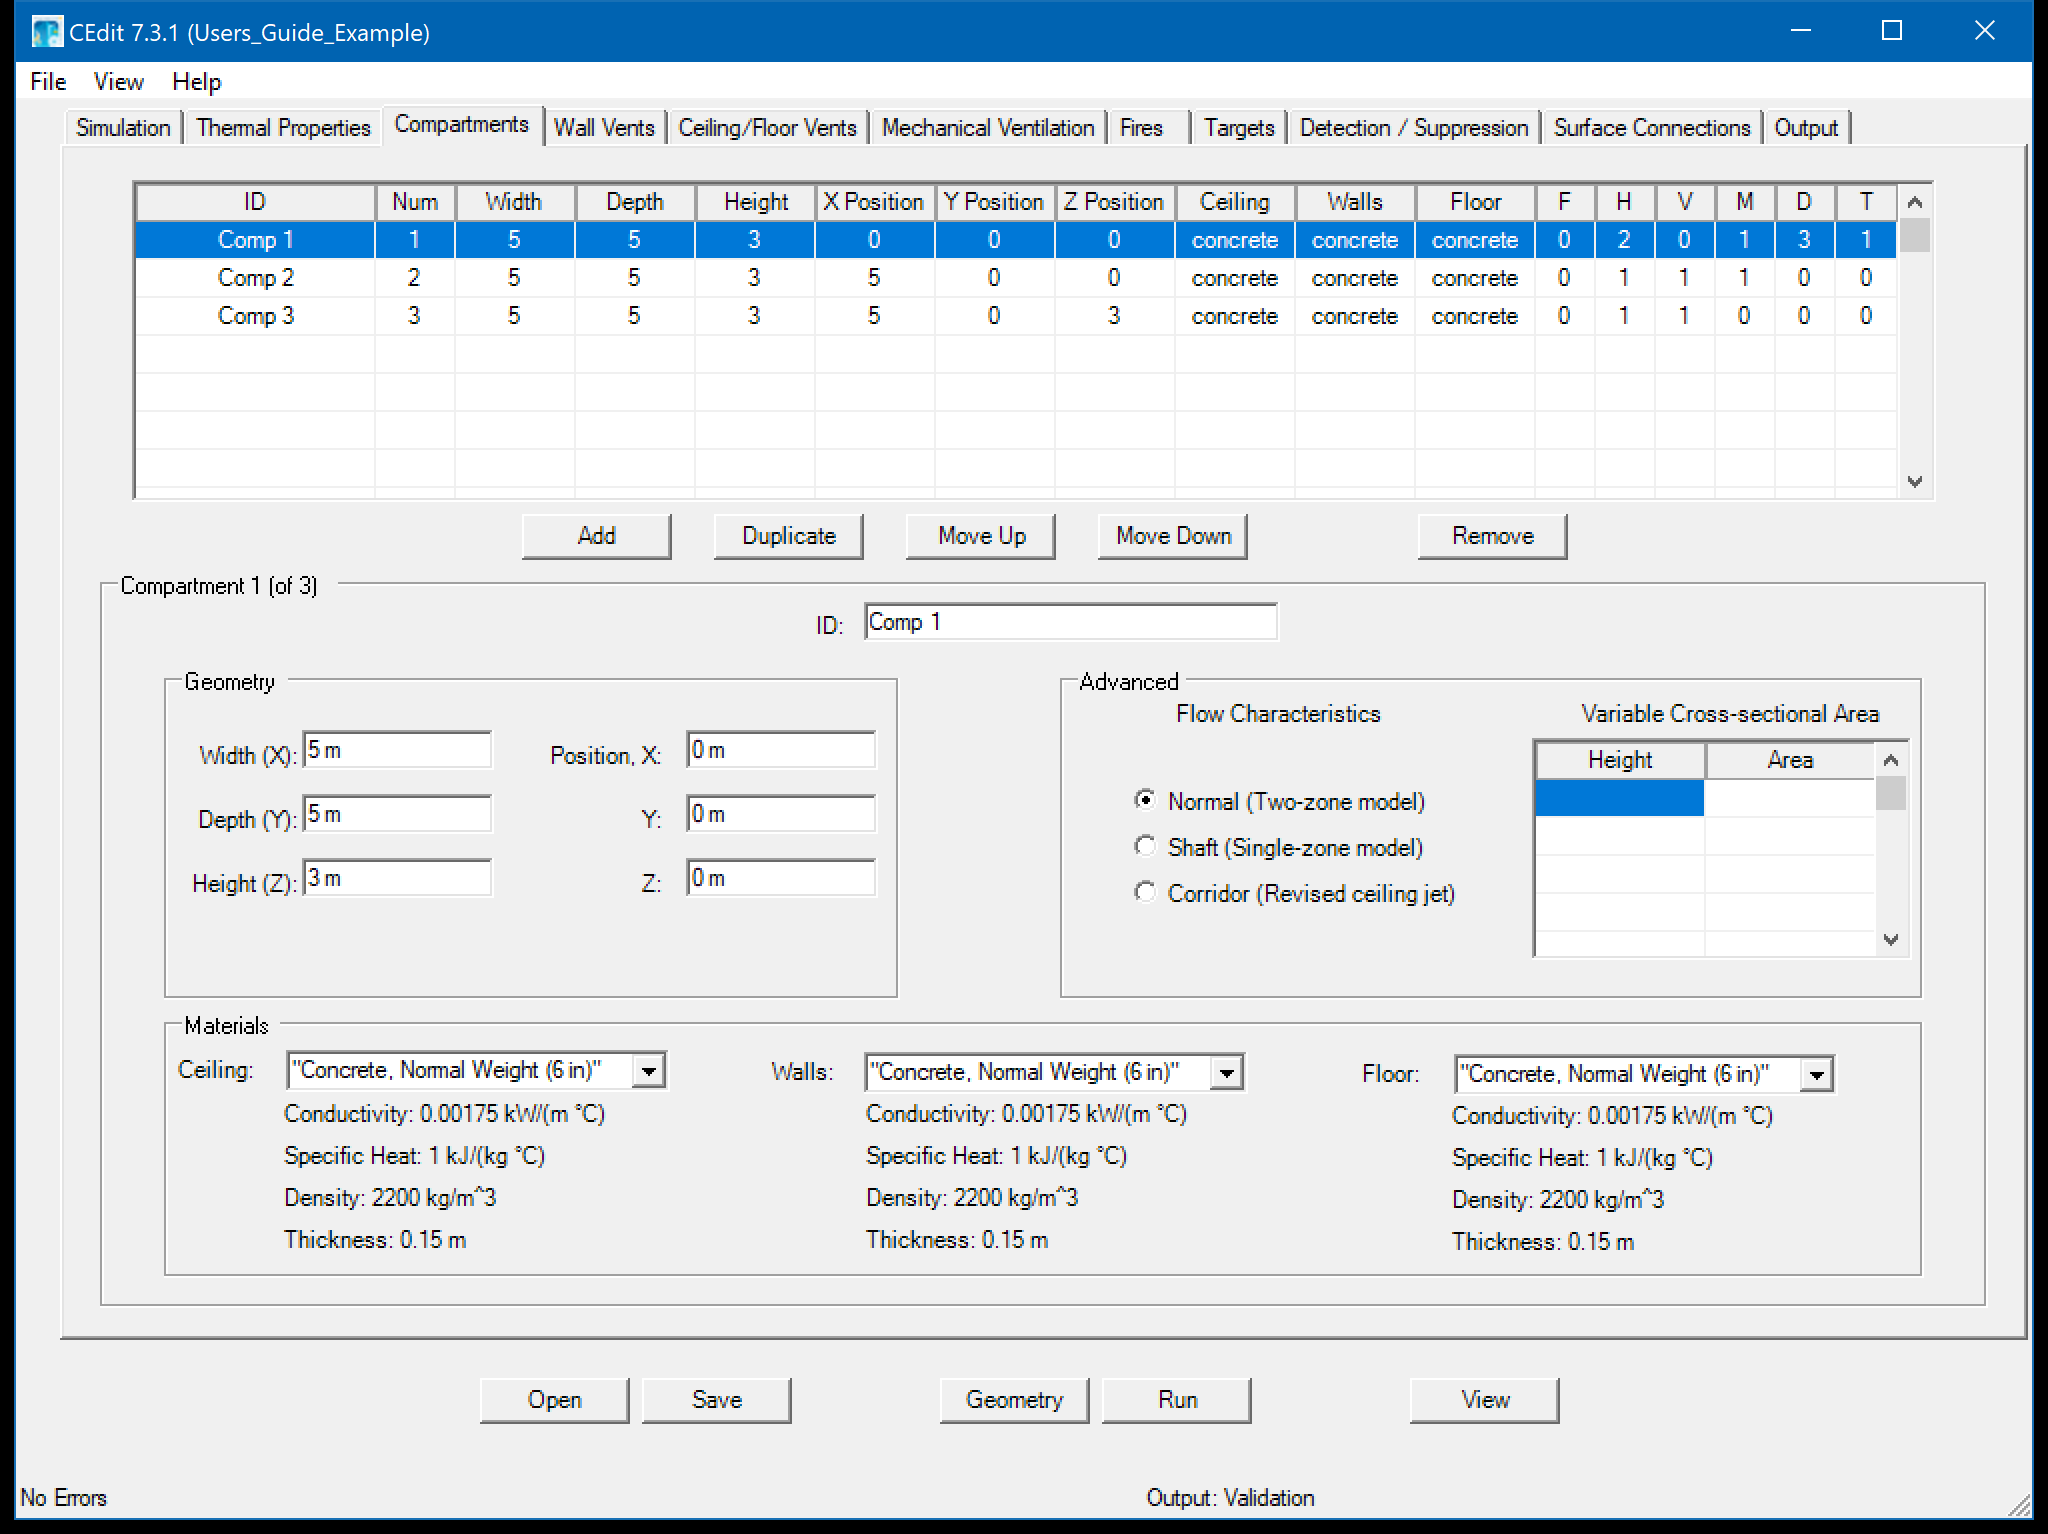 CEdit 7.3.1 (Users_Guide_Example)
File View Help
Simulation Thermal Properties Compartments Wall Vents Ceiling/Floor Vents Mechanical Ventilation Fires Targets Detection / Suppression Surface Connections Output
ID Num Width Depth Height X Position Y Position Z Position Ceiling Walls Floor F H V M D T
Comp 1 1 5 5 3 0 0 0 concrete concrete concrete 0 2 0 1 3 1
Comp 2 2 5 5 3 5 0 0 concrete concrete concrete 0 1 1 1 0 0
Comp 3 3 5 5 3 5 0 3 concrete concrete concrete 0 1 1 0 0 0
Add Duplicate Move Up Move Down Remove
Compartment 1 (of 3)
ID: Comp 1
Geometry
Width (X): 5 m Position, X: 0 m
Depth (Y): 5 m Y: 0 m
Height (Z): 3 m Z: 0 m
Advanced
Flow Characteristics Variable Cross-sectional Area
Height Area
Normal (Two-zone model)
Shaft (Single-zone model)
Corridor (Revised ceiling jet)
Materials
Ceiling: "Concrete, Normal Weight (6 in)" Walls: "Concrete, Normal Weight (6 in)" Floor: "Concrete, Normal Weight (6 in)"
Conductivity: 0.00175 kW/(m °C) Conductivity: 0.00175 kW/(m °C) Conductivity: 0.00175 kW/(m °C)
Specific Heat: 1 kJ/(kg °C) Specific Heat: 1 kJ/(kg °C) Specific Heat: 1 kJ/(kg °C)
Density: 2200 kg/m^3 Density: 2200 kg/m^3 Density: 2200 kg/m^3
Thickness: 0.15 m Thickness: 0.15 m Thickness: 0.15 m
Open Save Geometry Run View
No Errors Output: Validation